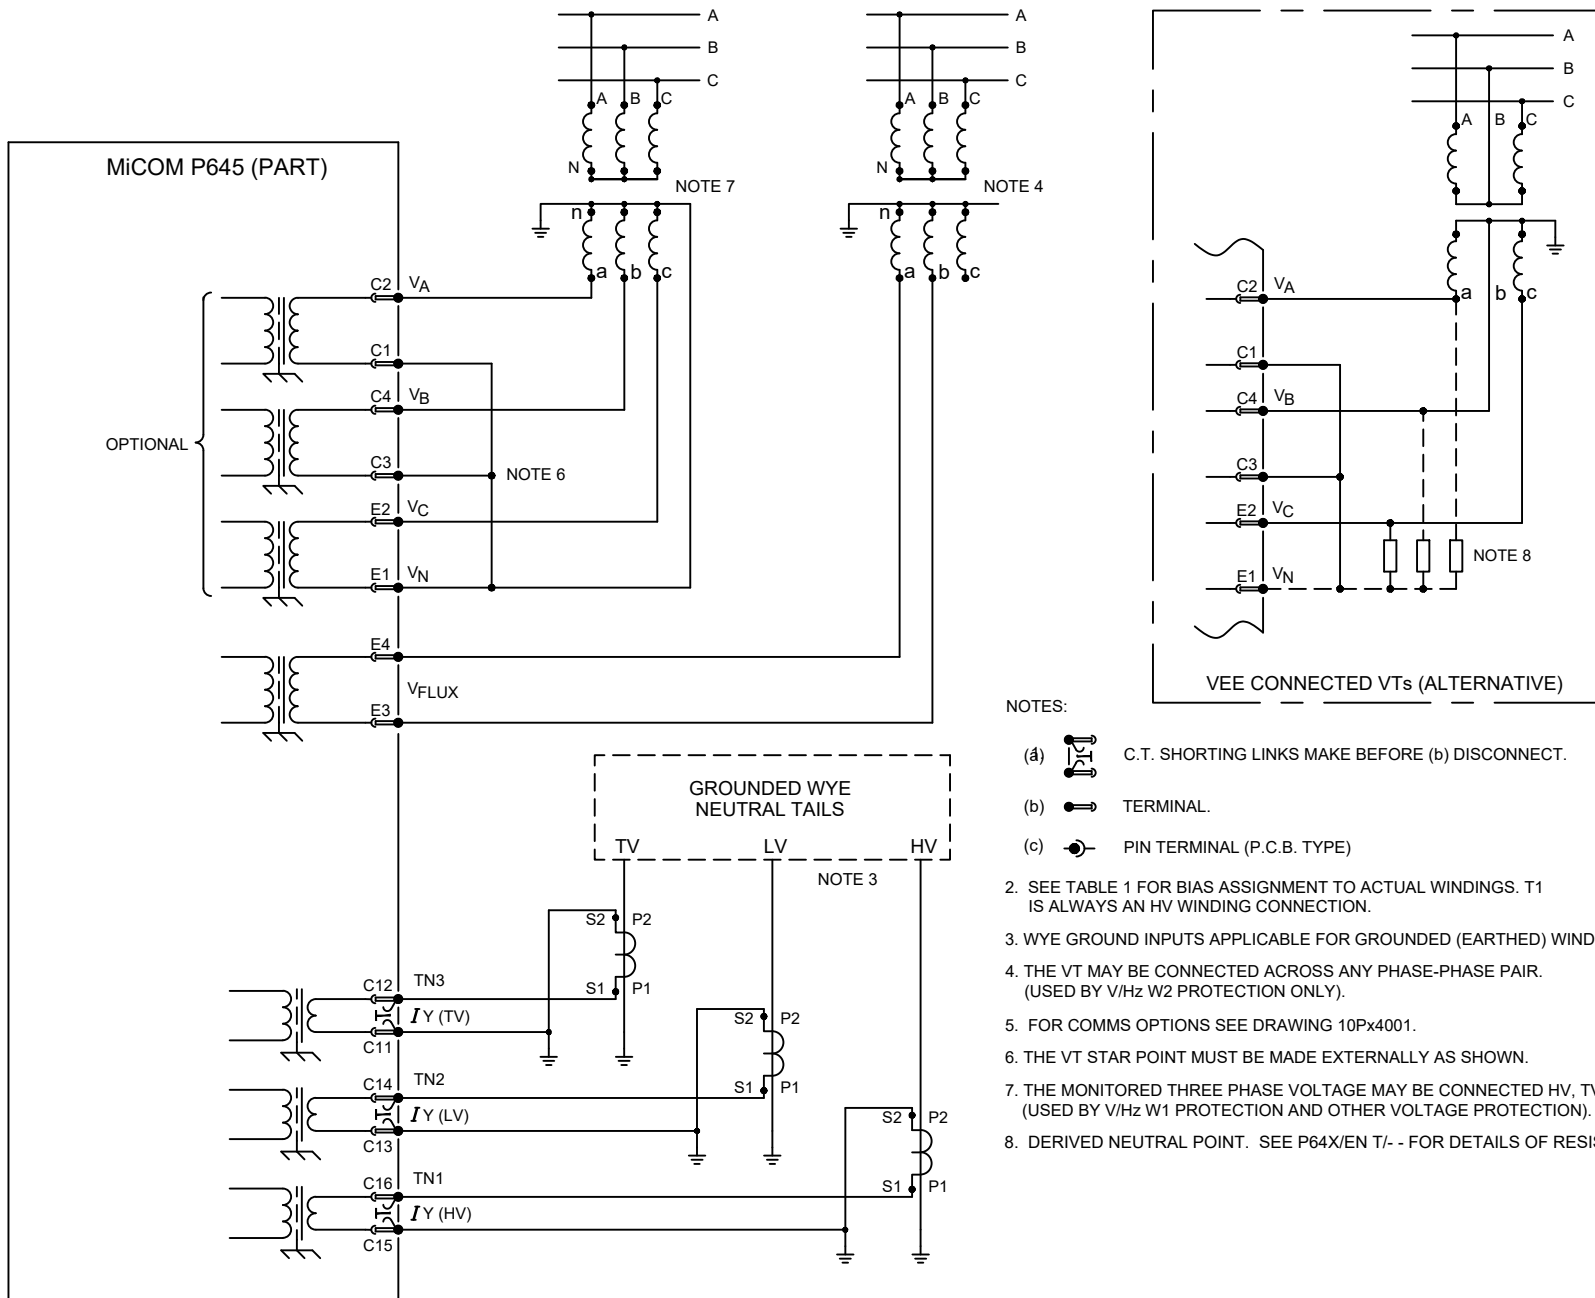 A
B
C
A B C
N
NOTE 7
n
a b c
A
B
C
A B C
N
NOTE 4
n
a b c
A
B
C
A B C
a b c
MiCOM P645 (PART)
OPTIONAL
C2 VA
C1
C4 VB
C3
NOTE 6
E2 VC
E1 VN
E4
VFLUX
E3
C2 VA
C1
C4 VB
C3
E2 VC
NOTE 8
E1 VN
VEE CONNECTED VTs (ALTERNATIVE)
GROUNDED WYE
NEUTRAL TAILS
TV LV HV
NOTE 3
S2 P2
S1 P1
S2 P2
S1 P1
S2 P2
S1 P1
C12 TN3
IY (TV)
C11
C14 TN2
IY (LV)
C13
C16 TN1
IY (HV)
C15
NOTES:
(a) C.T. SHORTING LINKS MAKE BEFORE (b) DISCONNECT.
(b) TERMINAL.
(c) PIN TERMINAL (P.C.B. TYPE)
2. SEE TABLE 1 FOR BIAS ASSIGNMENT TO ACTUAL WINDINGS. T1
IS ALWAYS AN HV WINDING CONNECTION.
3. WYE GROUND INPUTS APPLICABLE FOR GROUNDED (EARTHED) WIND
4. THE VT MAY BE CONNECTED ACROSS ANY PHASE-PHASE PAIR.
(USED BY V/Hz W2 PROTECTION ONLY).
5. FOR COMMS OPTIONS SEE DRAWING 10Px4001.
6. THE VT STAR POINT MUST BE MADE EXTERNALLY AS SHOWN.
7. THE MONITORED THREE PHASE VOLTAGE MAY BE CONNECTED HV, TV
(USED BY V/Hz W1 PROTECTION AND OTHER VOLTAGE PROTECTION).
8. DERIVED NEUTRAL POINT. SEE P64X/EN T/- - FOR DETAILS OF RESI